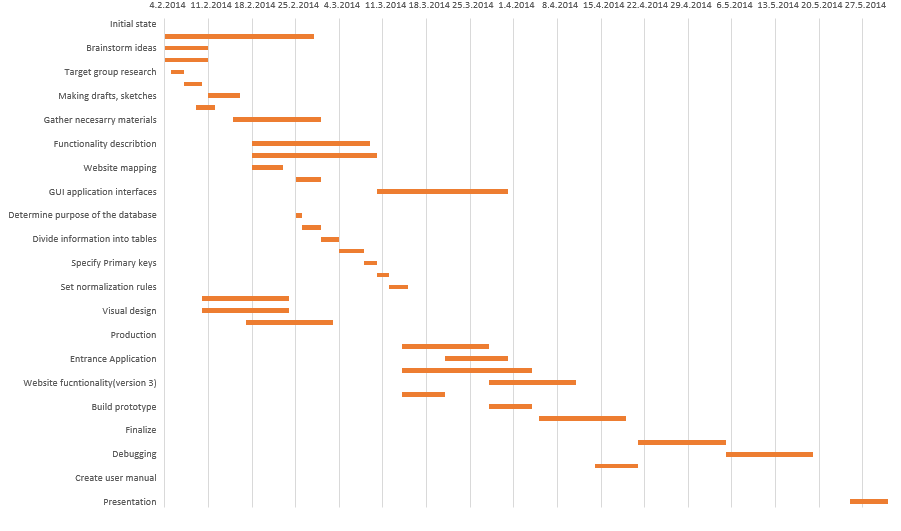 4.2.2014 11.2.2014 18.2.2014 25.2.2014 4.3.2014 11.3.2014 18.3.2014 25.3.2014 1.4.2014 8.4.2014 15.4.2014 22.4.2014 29.4.2014 6.5.2014 13.5.2014 20.5.2014 27.5.2014
Initial state
Brainstorm ideas
Target group research
Making drafts, sketches
Gather necesarry materials
Functionality describtion
Website mapping
GUI application interfaces
Determine purpose of the database
Divide information into tables
Specify Primary keys
Set normalization rules
Visual design
Production
Entrance Application
Website fucntionality(version 3)
Build prototype
Finalize
Debugging
Create user manual
Presentation